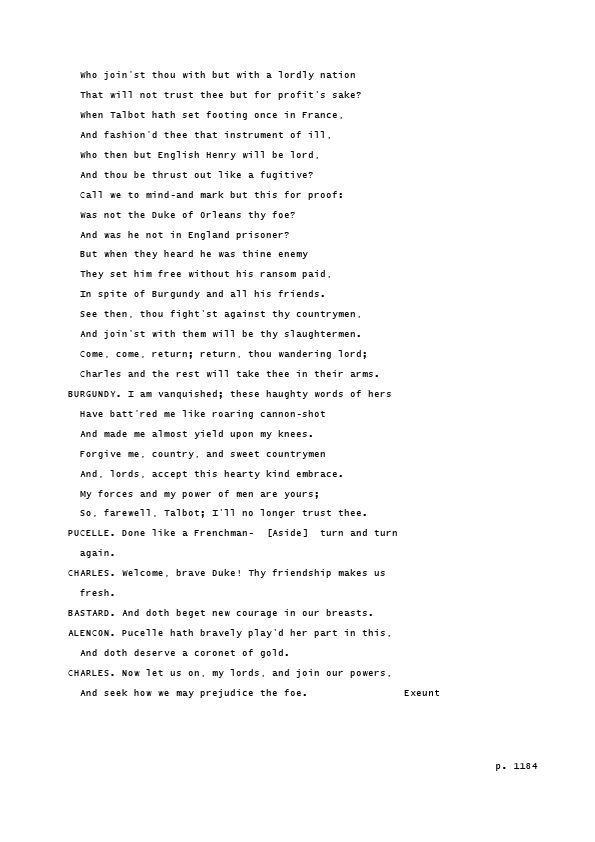 Who join'st thou with but with a lordly nation
That will not trust thee but for profit's sake?
When Talbot hath set footing once in France,
And fashion'd thee that instrument of ill,
Who then but English Henry will be lord,
And thou be thrust out like a fugitive?
Call we to mind-and mark but this for proof:
Was not the Duke of Orleans thy foe?
And was he not in England prisoner?
But when they heard he was thine enemy
They set him free without his ransom paid,
In spite of Burgundy and all his friends.
See then, thou fight'st against thy countrymen,
And join'st with them will be thy slaughtermen.
Come, come, return; return, thou wandering lord;
Charles and the rest will take thee in their arms.
BURGUNDY. I am vanquished; these haughty words of hers
Have batt'red me like roaring cannon-shot
And made me almost yield upon my knees.
Forgive me, country, and sweet countrymen
And, lords, accept this hearty kind embrace.
My forces and my power of men are yours;
So, farewell, Talbot; I'll no longer trust thee.
PUCELLE. Done like a Frenchman-  [Aside]  turn and turn
again.
CHARLES. Welcome, brave Duke! Thy friendship makes us
fresh.
BASTARD. And doth beget new courage in our breasts.
ALENCON. Pucelle hath bravely play'd her part in this,
And doth deserve a coronet of gold.
CHARLES. Now let us on, my lords, and join our powers,
And seek how we may prejudice the foe.                Exeunt
p. 1184